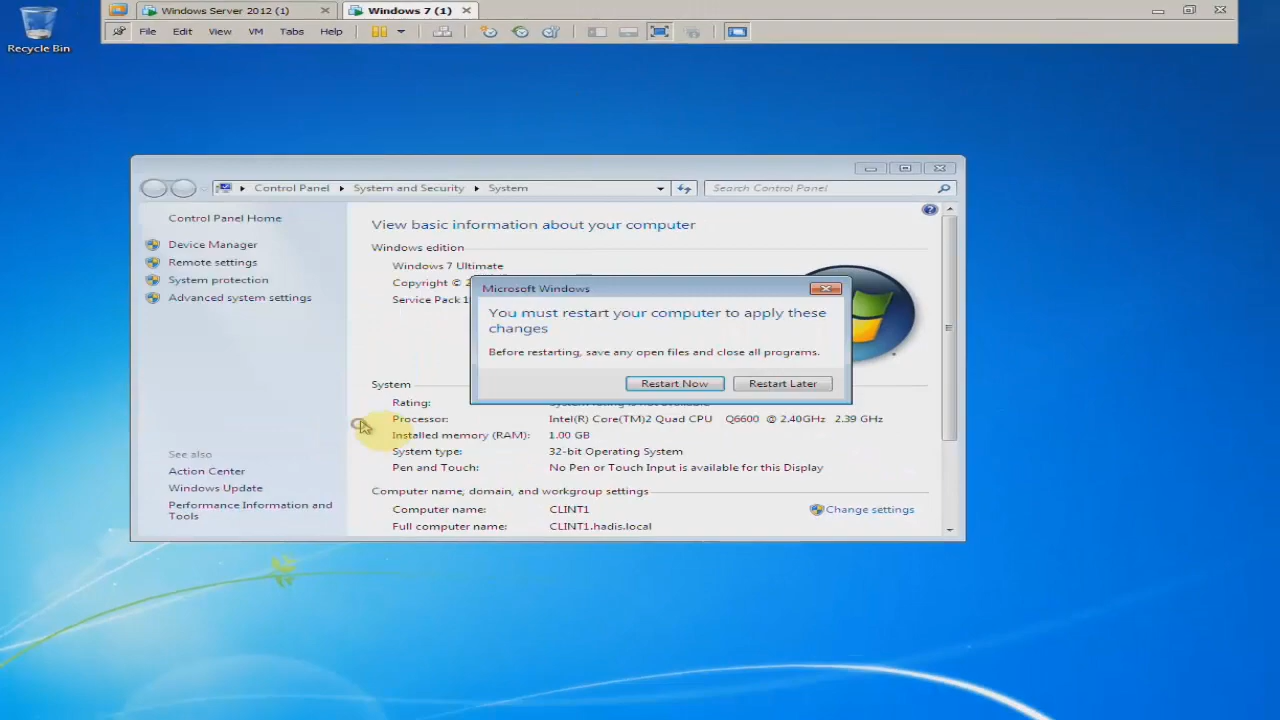 Windows Server 2012 (1)
Windows 7 (1)
File Edit View VM Tabs Help
Recycle Bin
Control Panel System and Security System
Search Control Panel
Control Panel Home
Device Manager
Remote settings
System protection
Advanced system settings
See also
Action Center
Windows Update
Performance Information and
Tools
View basic information about your computer
Windows edition
Windows 7 Ultimate
Copyright ©
Service Pack 1
Microsoft Windows
You must restart your computer to apply these
changes
Before restarting, save any open files and close all programs.
Restart Now Restart Later
System
Rating: System rating is not available
Processor: Intel(R) Core(TM)2 Quad CPU Q6600 @ 2.40GHz 2.39 GHz
Installed memory (RAM): 1.00 GB
System type: 32-bit Operating System
Pen and Touch: No Pen or Touch Input is available for this Display
Computer name, domain, and workgroup settings
Computer name: CLINT1
Change settings
Full computer name: CLINT1.hadis.local